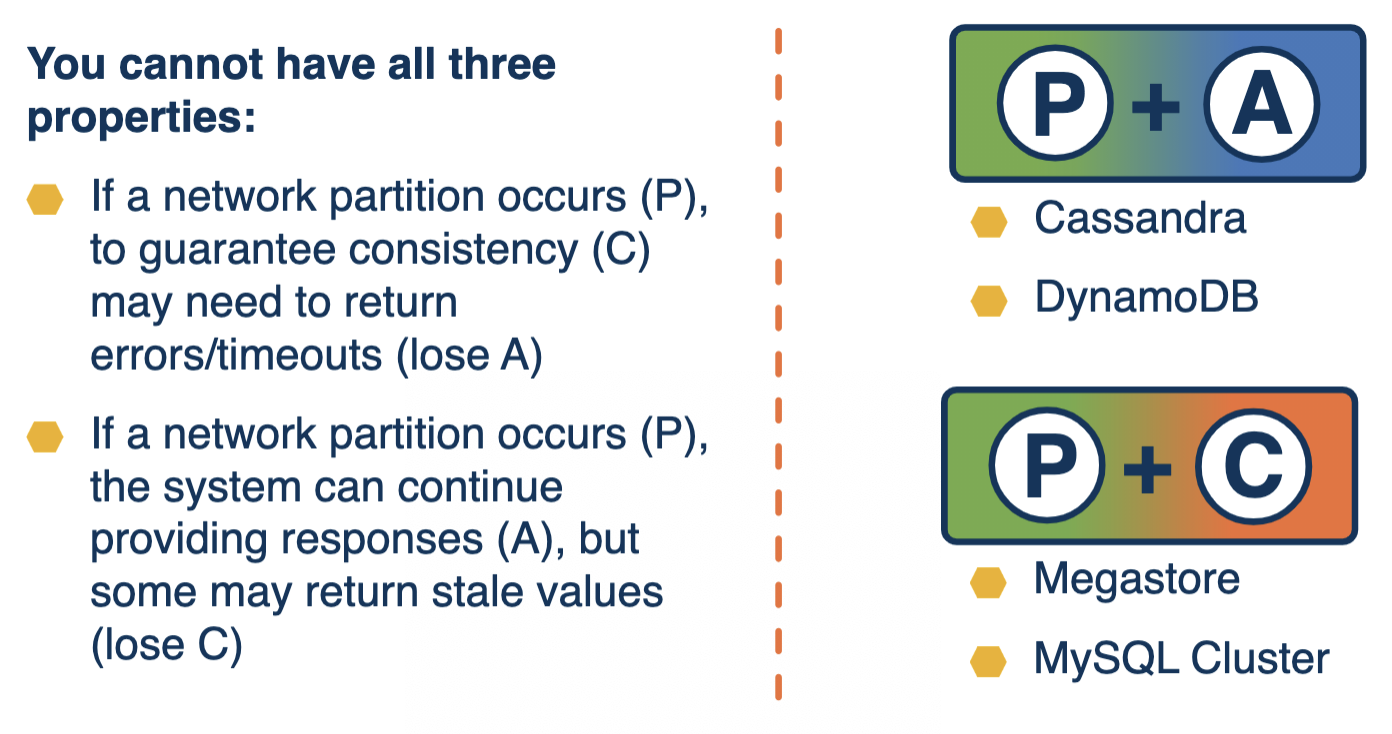 You cannot have all three
properties:
If a network partition occurs (P),
to guarantee consistency (C)
may need to return
errors/timeouts (lose A)
If a network partition occurs (P),
the system can continue
providing responses (A), but
some may return stale values
(lose C)
P + A
Cassandra
DynamoDB
P + C
Megastore
MySQL Cluster